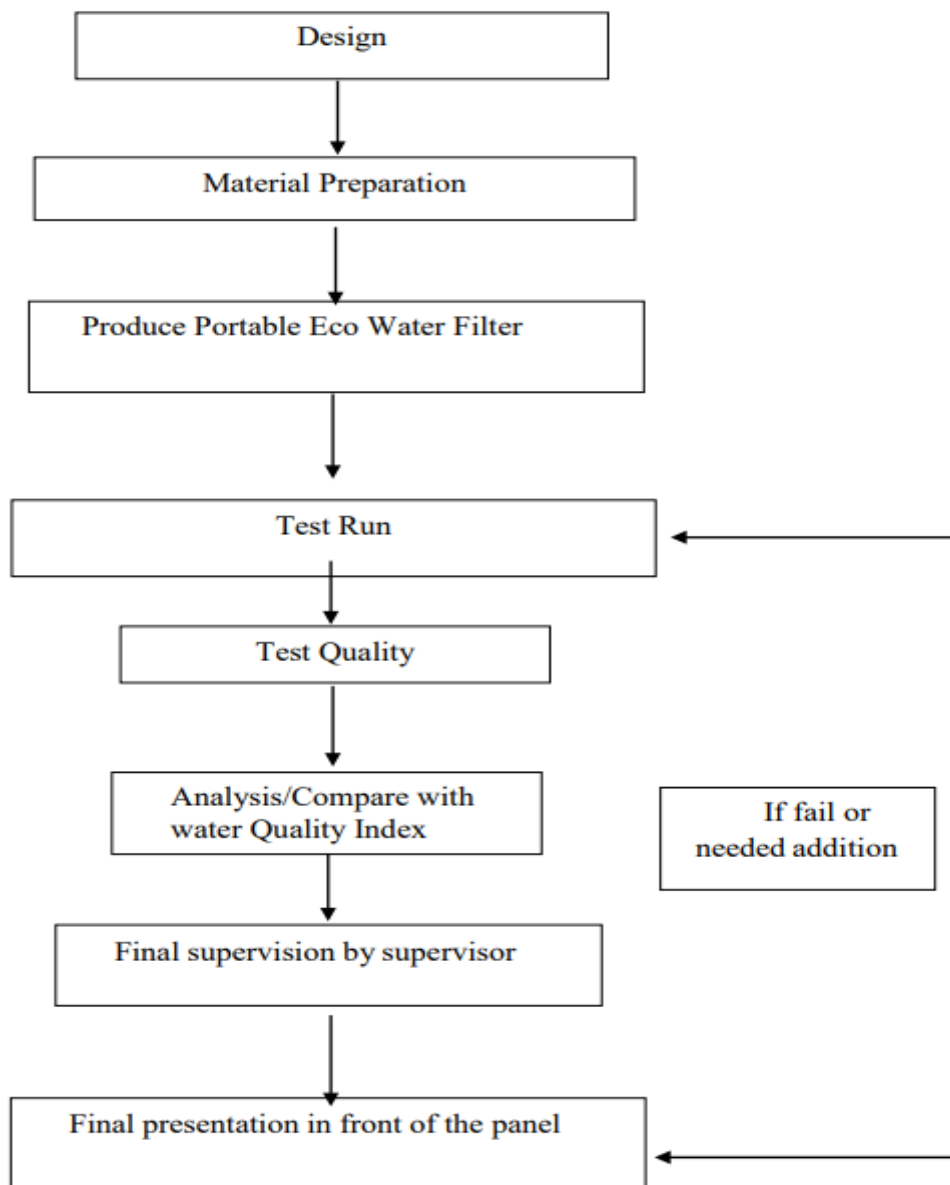 Design
Material Preparation
Produce Portable Eco Water Filter
Test Run
Test Quality
Analysis/Compare with
water Quality Index
If fail or
needed addition
Final supervision by supervisor
Final presentation in front of the panel